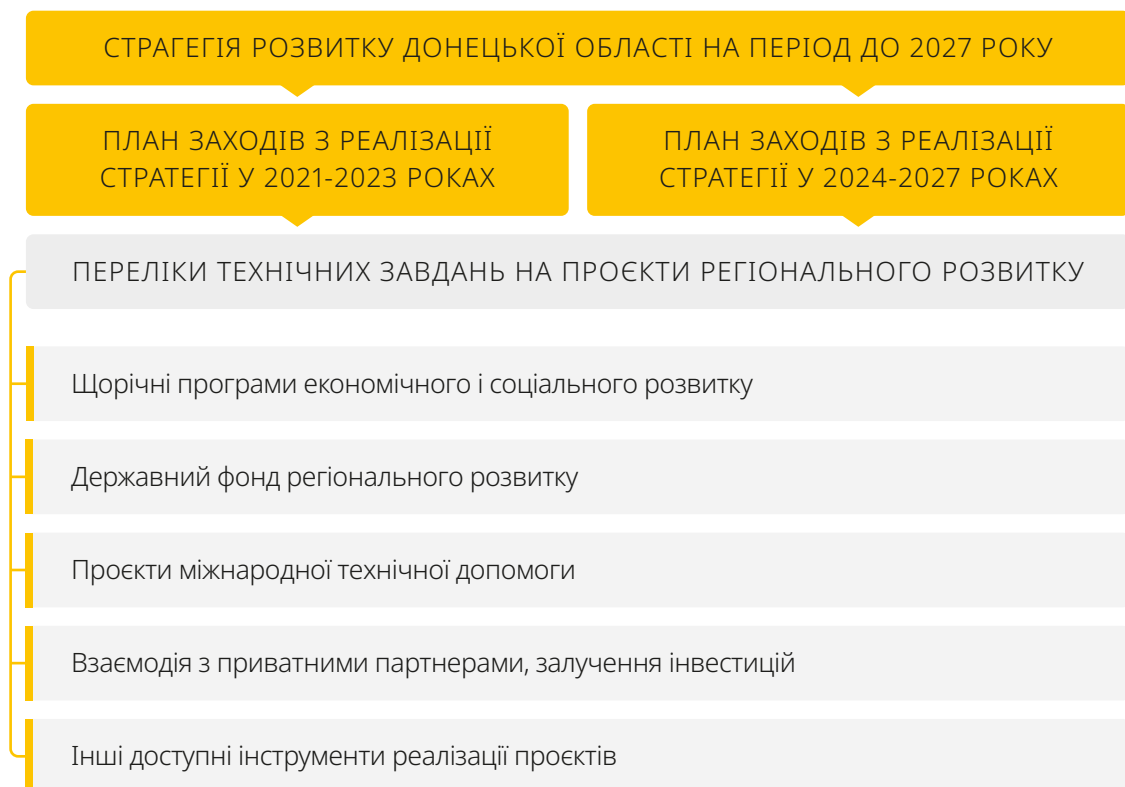 СТРАГЕГІЯ РОЗВИТКУ ДОНЕЦЬКОЇ ОБЛАСТІ НА ПЕРІОД ДО 2027 РОКУ
ПЛАН ЗАХОДІВ З РЕАЛІЗАЦІЇ
СТРАТЕГІЇ У 2021-2023 РОКАХ
ПЛАН ЗАХОДІВ З РЕАЛІЗАЦІЇ
СТРАТЕГІЇ У 2024-2027 РОКАХ
ПЕРЕЛІКИ ТЕХНІЧНИХ ЗАВДАНЬ НА ПРОЄКТИ РЕГІОНАЛЬНОГО РОЗВИТКУ
Щорічні програми економічного і соціального розвитку
Державний фонд регіонального розвитку
Проєкти міжнародної технічної допомоги
Взаємодія з приватними партнерами, залучення інвестицій
Інші доступні інструменти реалізації проєктів